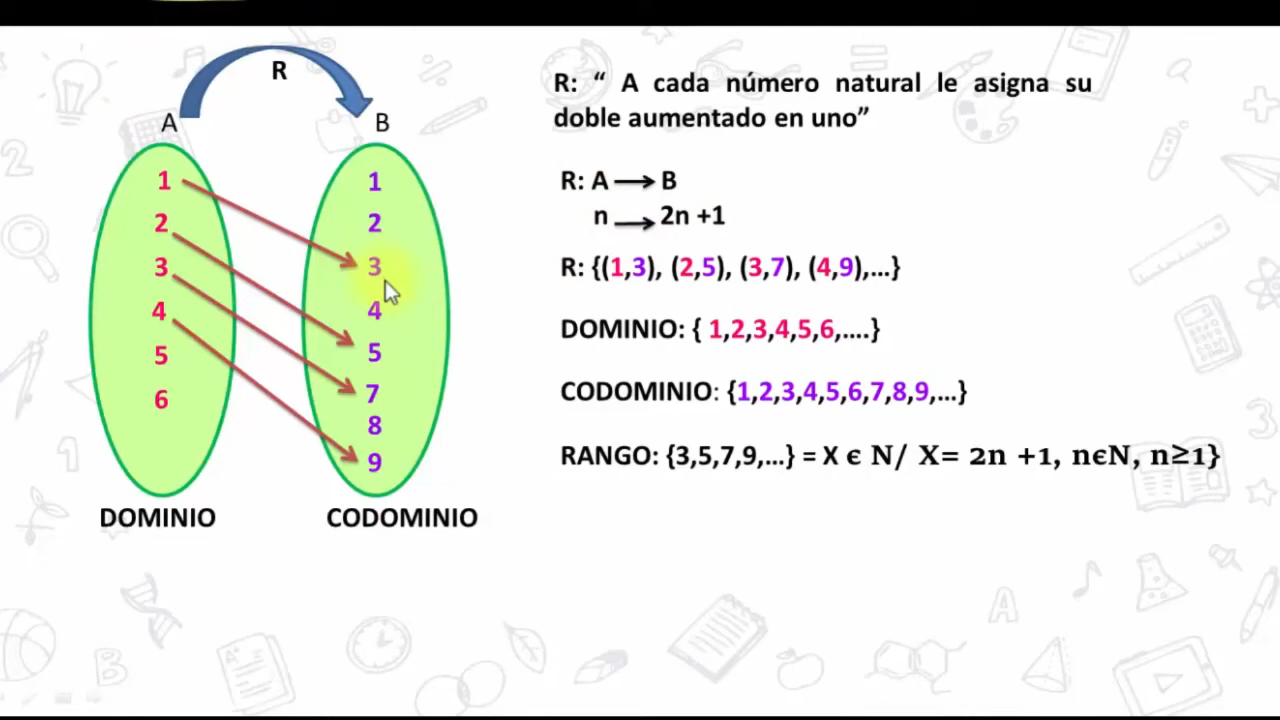 R
A
B
1
2
3
4
5
6
1
2
3
4
5
7
8
9
DOMINIO
CODOMINIO
R: “ A cada número natural le asigna su
doble aumentado en uno”
R: A → B
n → 2n +1
R: {(1,3), (2,5), (3,7), (4,9),...}
DOMINIO: { 1,2,3,4,5,6,....}
CODOMINIO: {1,2,3,4,5,6,7,8,9,...}
RANGO: {3,5,7,9,...} = X ϵ N/ X= 2n +1, nϵN, n≥1}